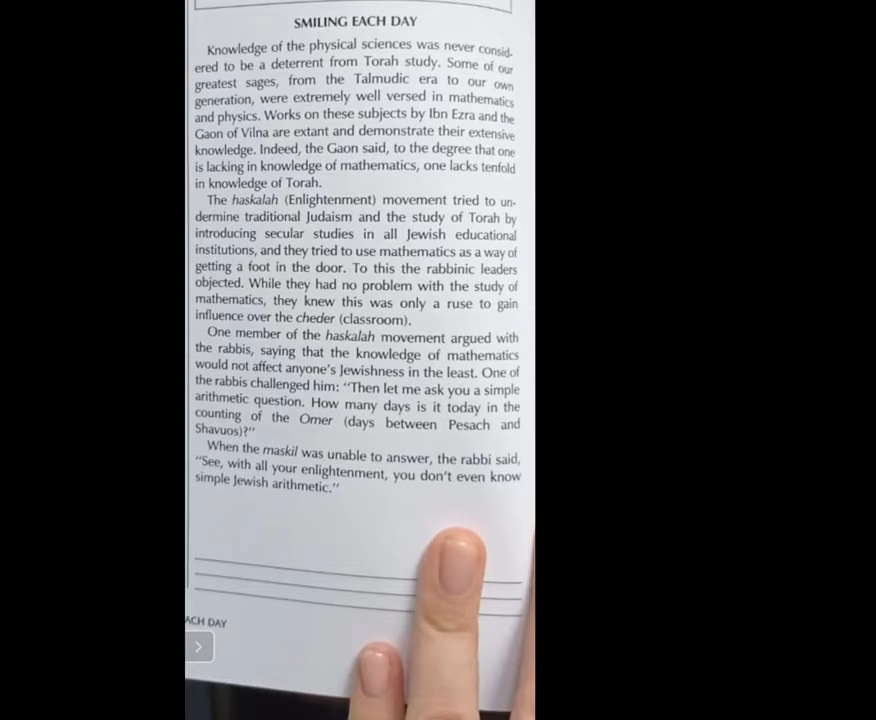 SMILING EACH DAY
Knowledge of the physical sciences was never consid-
ered to be a deterrent from Torah study. Some of our
greatest sages, from the Talmudic era to our own
generation, were extremely well versed in mathematics
and physics. Works on these subjects by Ibn Ezra and the
Gaon of Vilna are extant and demonstrate their extensive
knowledge. Indeed, the Gaon said, to the degree that one
is lacking in knowledge of mathematics, one lacks tenfold
in knowledge of Torah.
The haskalah (Enlightenment) movement tried to un-
dermine traditional Judaism and the study of Torah by
introducing secular studies in all Jewish educational
institutions, and they tried to use mathematics as a way of
getting a foot in the door. To this the rabbinic leaders
objected. While they had no problem with the study of
mathematics, they knew this was only a ruse to gain
influence over the cheder (classroom).
One member of the haskalah movement argued with
the rabbis, saying that the knowledge of mathematics
would not affect anyone's Jewishness in the least. One of
the rabbis challenged him: "Then let me ask you a simple
arithmetic question. How many days is it today in the
counting of the Omer (days between Pesach and
Shavuos)?"
When the maskil was unable to answer, the rabbi said,
"See, with all your enlightenment, you don't even know
simple Jewish arithmetic."
ACH DAY